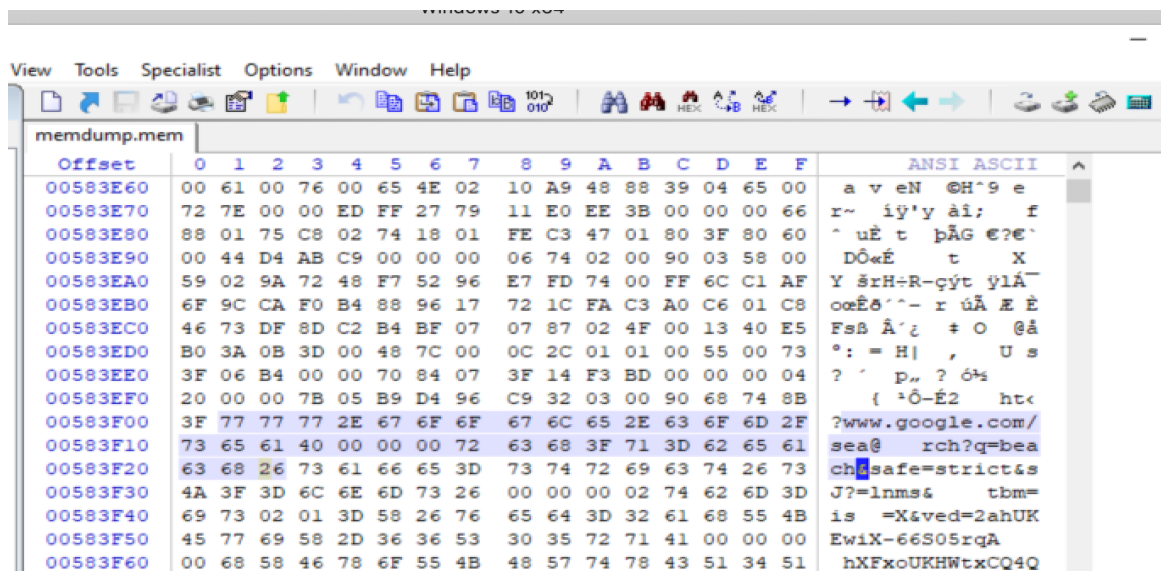 View Tools Specialist Options Window Help
memdump.mem
Offset 0 1 2 3 4 5 6 7 8 9 A B C D E F ANSI ASCII
00583E60 00 61 00 76 00 65 4E 02 10 A9 48 88 39 04 65 00 a v eN ©Hˆ9 e
00583E70 72 7E 00 00 ED FF 27 79 11 E0 EE 3B 00 00 00 66 r~ íÿ'y àî; f
00583E80 88 01 75 C8 02 74 18 01 FE C3 47 01 80 3F 80 60 ˆ uÈ t þÃG €?€`
00583E90 00 44 D4 AB C9 00 00 00 06 74 02 00 90 03 58 00 DÔ«É t X
00583EA0 59 02 9A 72 48 F7 52 96 E7 FD 74 00 FF 6C C1 AF Y šrH÷R–çýt ÿlÁ¯
00583EB0 6F 9C CA F0 B4 88 96 17 72 1C FA C3 A0 C6 01 C8 oœÊð´ˆ– r úÃ Æ È
00583EC0 46 73 DF 8D C2 B4 BF 07 07 87 02 4F 00 13 40 E5 Fsß Â´¿ ‡ O @å
00583ED0 B0 3A 0B 3D 00 48 7C 00 0C 2C 01 01 00 55 00 73 °: = H| , U s
00583EE0 3F 06 B4 00 00 70 84 07 3F 14 F3 BD 00 00 00 04 ? ´ p„ ? ó½
00583EF0 20 00 00 7B 05 B9 D4 96 C9 32 03 00 90 68 74 8B { ¹Ô–É2 ht‹
00583F00 3F 77 77 77 2E 67 6F 6F 67 6C 65 2E 63 6F 6D 2F ?www.google.com/
00583F10 73 65 61 40 00 00 00 72 63 68 3F 71 3D 62 65 61 sea@ rch?q=bea
00583F20 63 68 26 73 61 66 65 3D 73 74 72 69 63 74 26 73 ch&safe=strict&s
00583F30 4A 3F 3D 6C 6E 6D 73 26 00 00 00 02 74 62 6D 3D J?=lnms& tbm=
00583F40 69 73 02 01 3D 58 26 76 65 64 3D 32 61 68 55 4B is =X&ved=2ahUK
00583F50 45 77 69 58 2D 36 36 53 30 35 72 71 41 00 00 00 EwiX-66S05rqA
00583F60 00 68 58 46 78 6F 55 4B 48 57 74 78 43 51 34 51 hXFxoUKHWtxCQ4Q